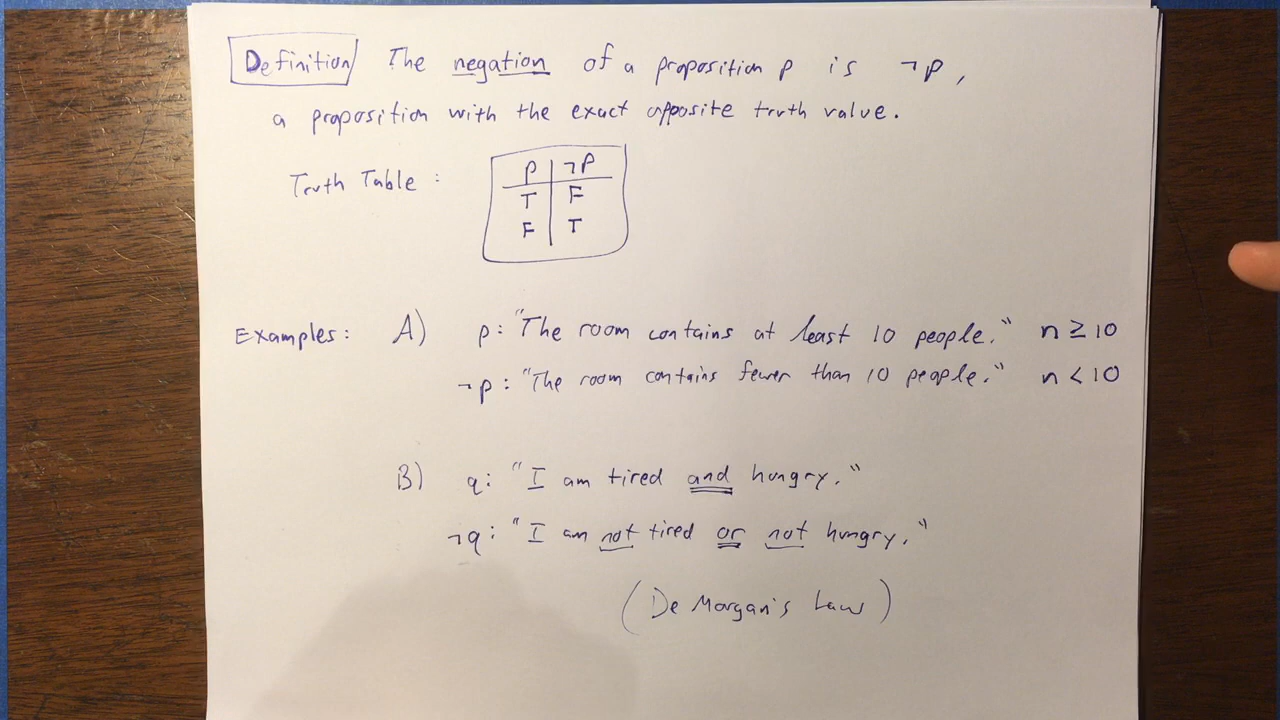 Definition The negation of a proposition p is ¬p,
a proposition with the exact opposite truth value.
Truth Table:
P | ¬P
T | F
F | T
Examples: A) p: "The room contains at least 10 people." n ≥ 10
¬p: "The room contains fewer than 10 people." n < 10
B) q: "I am tired and hungry."
¬q: "I am not tired or not hungry."
(De Morgan's Law)